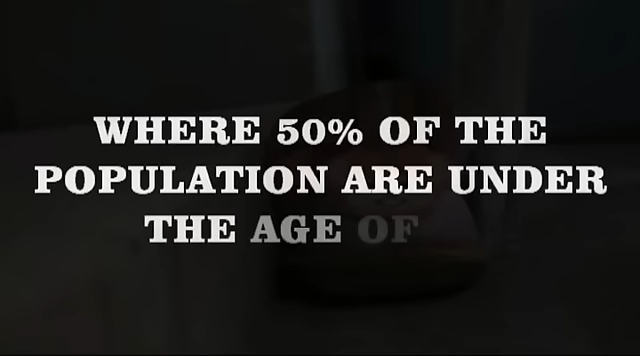 WHERE 50% OF THE
POPULATION ARE UNDER
THE AGE OF